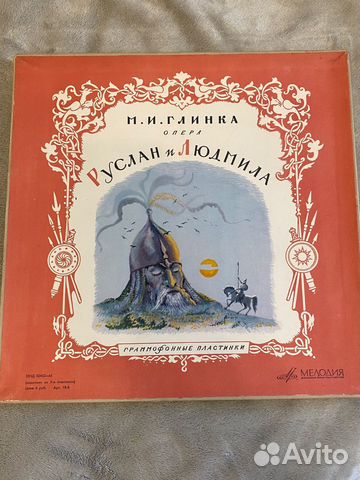 М.И.ГЛИНКА
ОПЕРА
РУСЛАН И ЛЮДМИЛА
ГРАММОФОННЫЕ ПЛАСТИНКИ
МЕЛОДИЯ
Avito